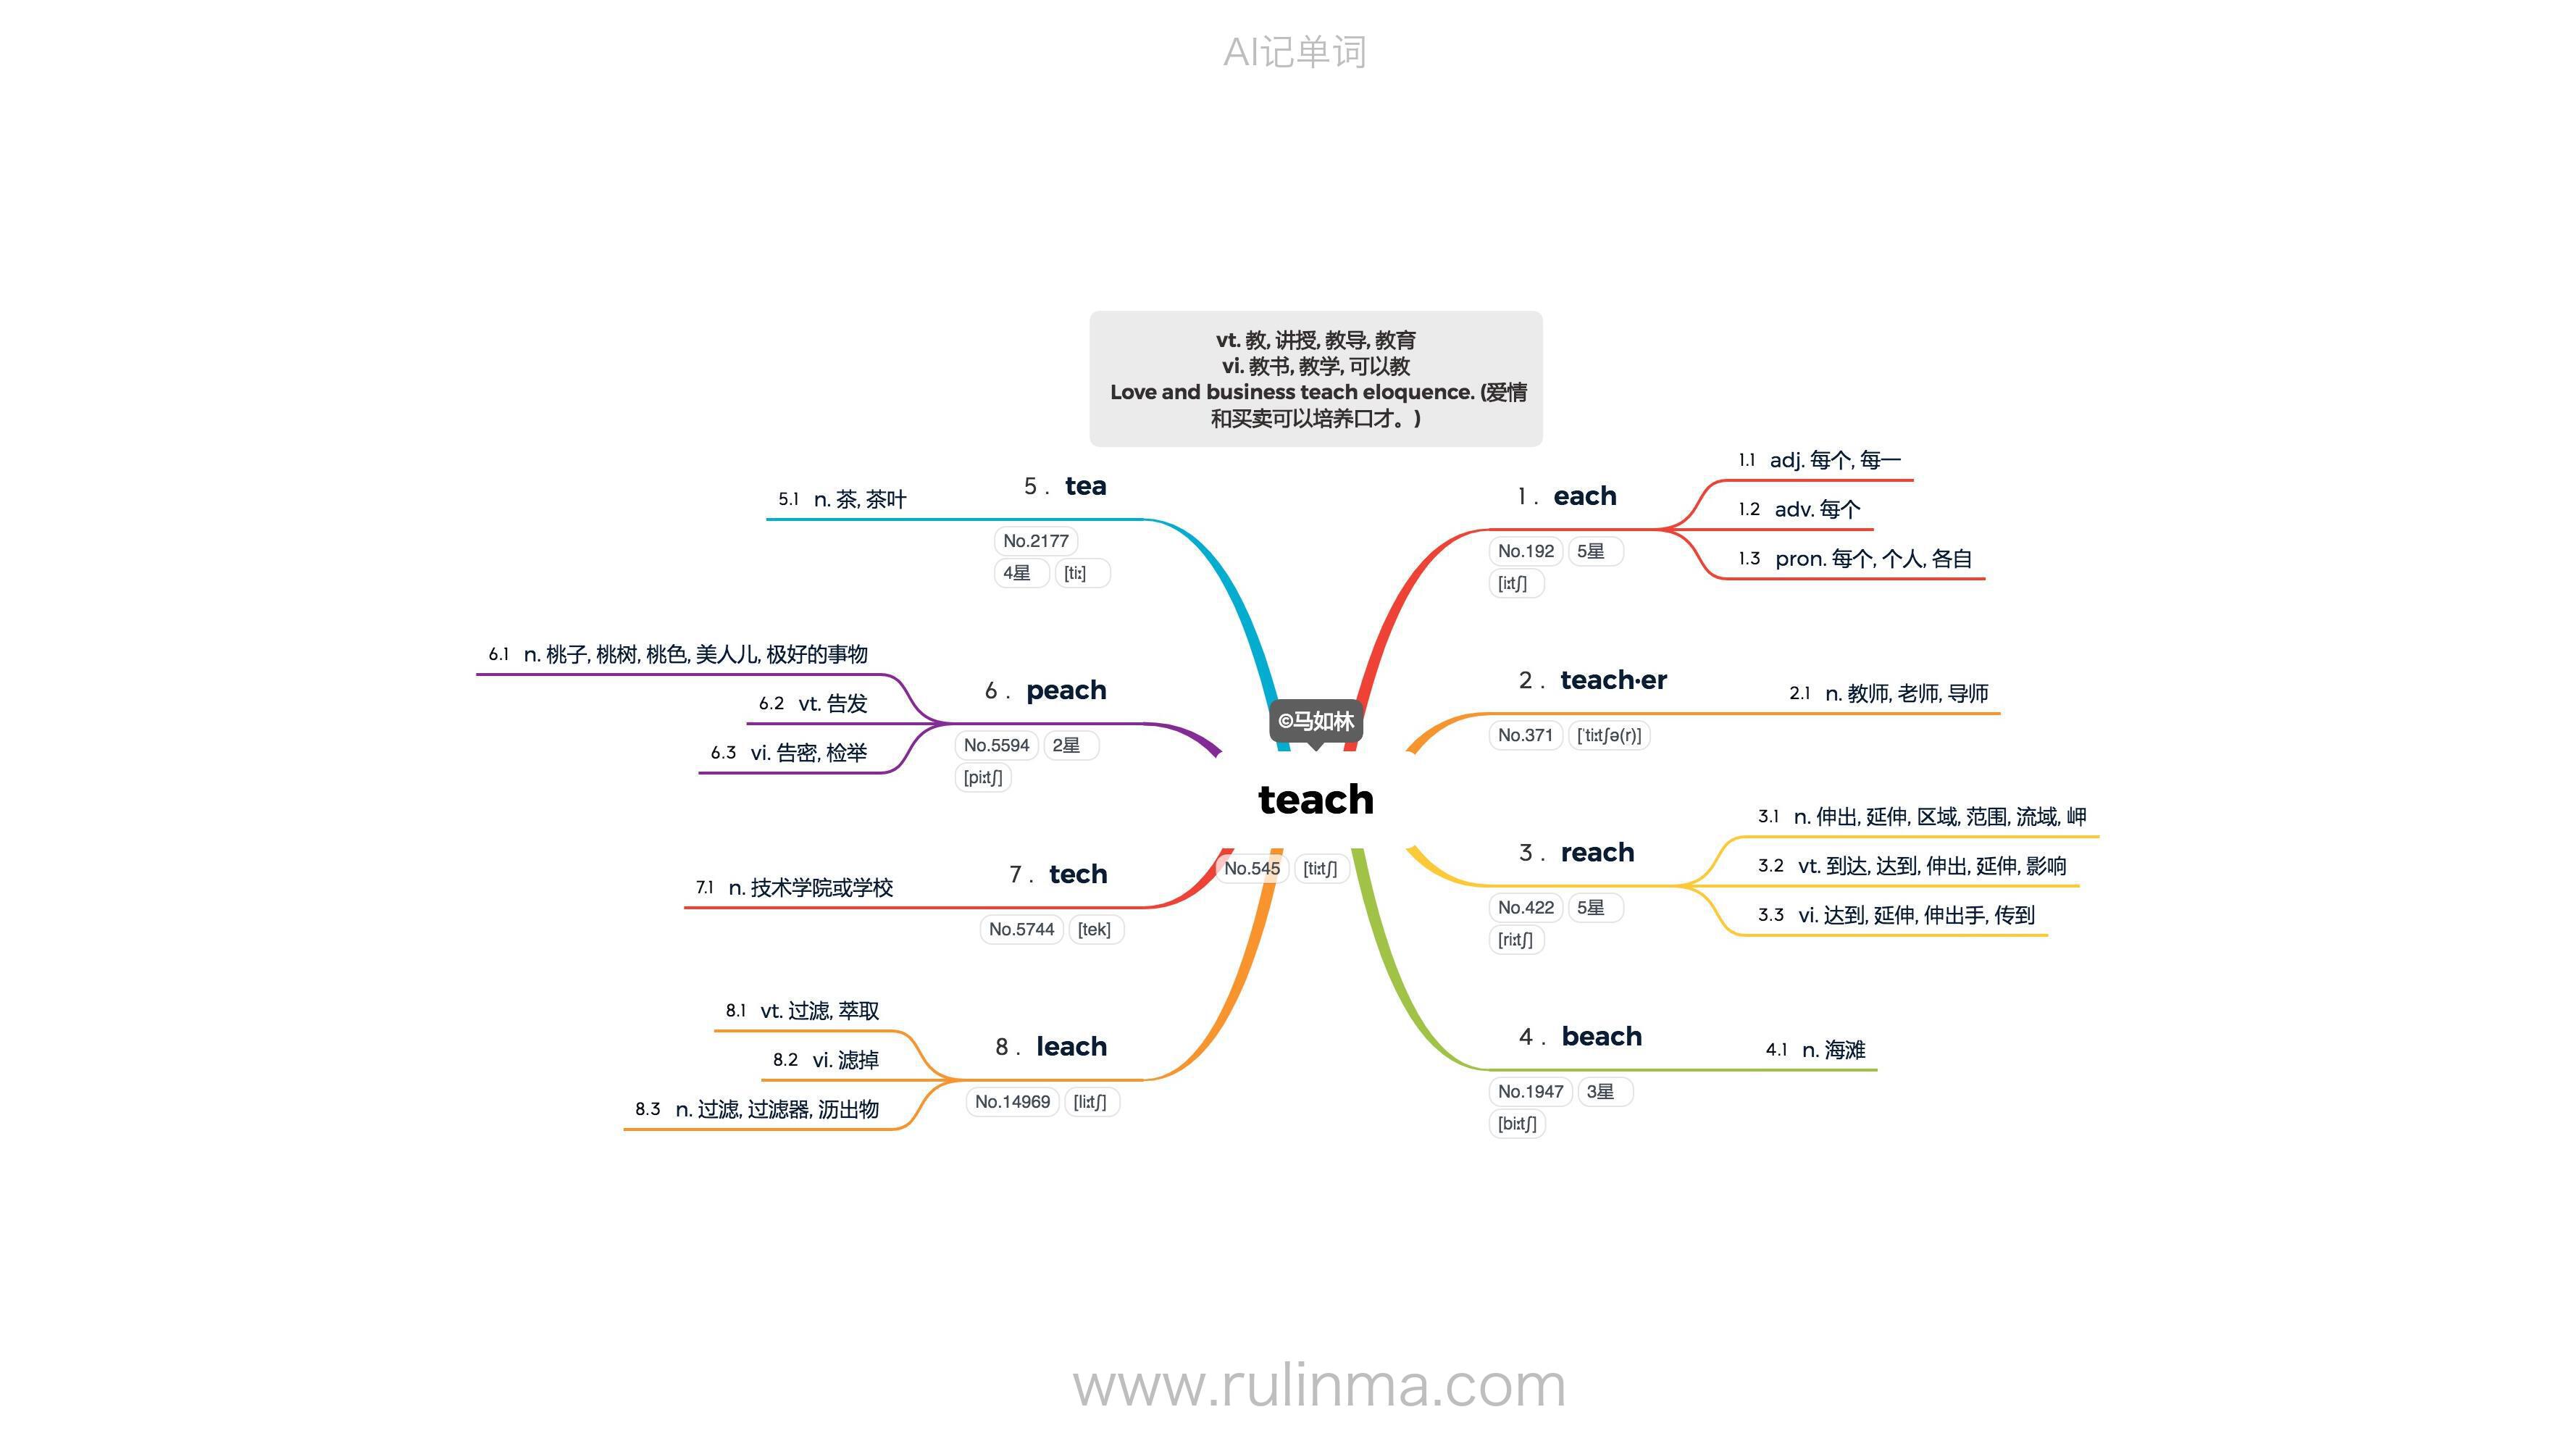 AI记单词
vt. 教, 讲授, 教导, 教育
vi. 教书, 教学, 可以教
Love and business teach eloquence. (爱情
和买卖可以培养口才。)
©马如林
teach
No.545 [tiːtʃ]
1 . each
No.192 5星
[iːtʃ]
1.1 adj. 每个, 每一
1.2 adv. 每个
1.3 pron. 每个, 个人, 各自
2 . teach·er
No.371 [ˈtiːtʃə(r)]
2.1 n. 教师, 老师, 导师
3 . reach
No.422 5星
[riːtʃ]
3.1 n. 伸出, 延伸, 区域, 范围, 流域, 岬
3.2 vt. 到达, 达到, 伸出, 延伸, 影响
3.3 vi. 达到, 延伸, 伸出手, 传到
4 . beach
No.1947 3星
[biːtʃ]
4.1 n. 海滩
5 . tea
No.2177
4星 [tiː]
5.1 n. 茶, 茶叶
6 . peach
No.5594 2星
[piːtʃ]
6.1 n. 桃子, 桃树, 桃色, 美人儿, 极好的事物
6.2 vt. 告发
6.3 vi. 告密, 检举
7 . tech
No.5744 [tek]
7.1 n. 技术学院或学校
8 . leach
No.14969 [liːtʃ]
8.1 vt. 过滤, 萃取
8.2 vi. 滤掉
8.3 n. 过滤, 过滤器, 沥出物
www.rulinma.com